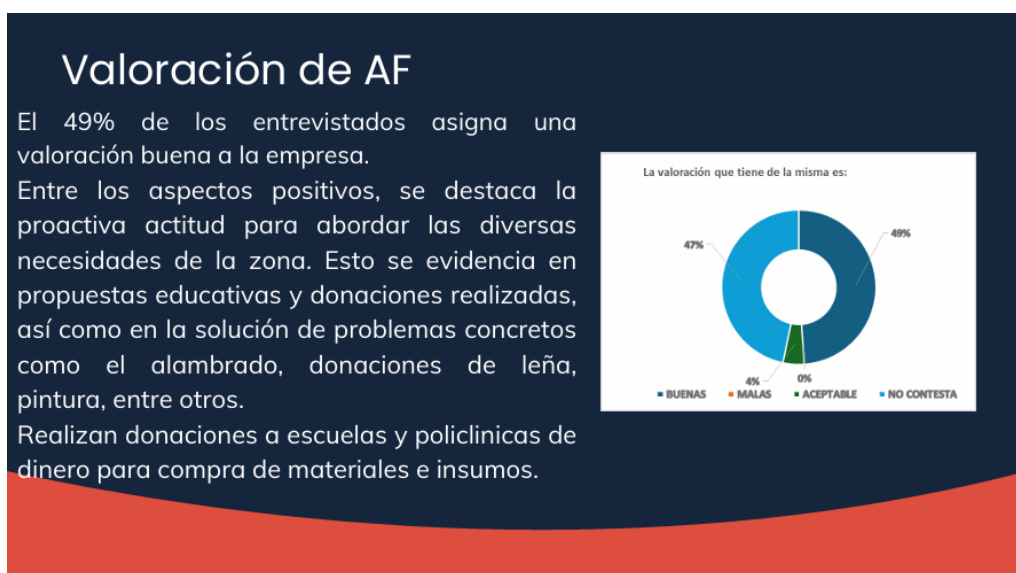 Valoración de AF
El 49% de los entrevistados asigna una
valoración buena a la empresa.
Entre los aspectos positivos, se destaca la
proactiva actitud para abordar las diversas
necesidades de la zona. Esto se evidencia en
propuestas educativas y donaciones realizadas,
así como en la solución de problemas concretos
como el alambrado, donaciones de leña,
pintura, entre otros.
Realizan donaciones a escuelas y policlinicas de
dinero para compra de materiales e insumos.
La valoración que tiene de la misma es:
47%
49%
4%
0%
BUENAS MALAS ACEPTABLE NO CONTESTA